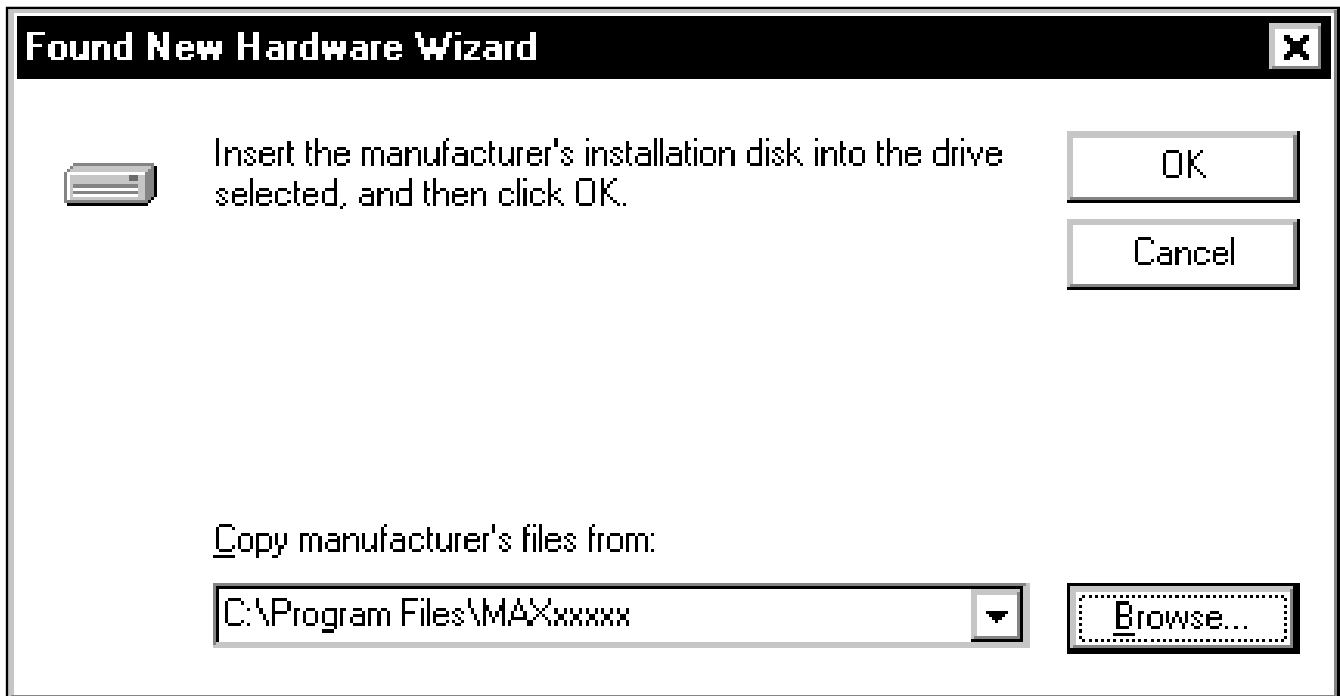 Found New Hardware Wizard
Insert the manufacturer's installation disk into the drive
selected, and then click OK.
OK
Cancel
Copy manufacturer's files from:
C:\Program Files\MAXxxxxx
Browse...